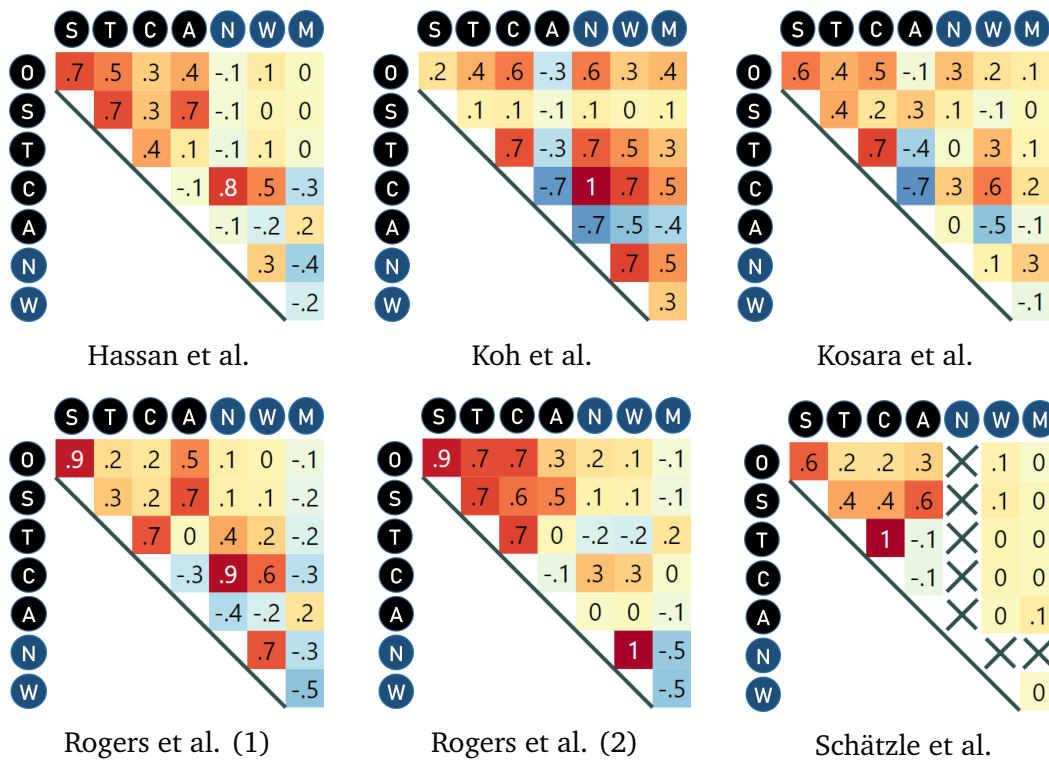 S T C A N W M S T C A N W M S T C A N W M
O .7 .5 .3 .4 -.1 .1 0 O .2 .4 .6 -.3 .6 .3 .4 O .6 .4 .5 -.1 .3 .2 .1
S .7 .3 .7 -.1 0 0 S .1 .1 -.1 .1 0 .1 S .4 .2 .3 .1 -.1 0
T .4 .1 -.1 .1 0 T .7 -.3 .7 .5 .3 T .7 -.4 0 .3 .1
C -.1 .8 .5 -.3 C -.7 1 .7 .5 C -.7 .3 .6 .2
A -.1 -.2 .2 A -.7 -.5 -.4 A 0 -.5 -.1
N .3 -.4 N .7 .5 N .1 .3
W -.2 W .3 W -.1
Hassan et al. Koh et al. Kosara et al.
S T C A N W M S T C A N W M S T C A N W M
O .9 .2 .2 .5 .1 0 -.1 O .9 .7 .7 .3 .2 .1 -.1 O .6 .2 .2 .3 .1 0
S .3 .2 .7 .1 .1 -.2 S .7 .6 .5 .1 .1 -.1 S .4 .4 .6 .1 0
T .7 0 .4 .2 -.2 T .7 0 -.2 -.2 .2 T 1 -.1 0 0
C -.3 .9 .6 -.3 C -.1 .3 .3 0 C -.1 0 0
A -.4 -.2 .2 A 0 0 -.1 A 0 .1
N .7 -.3 N 1 -.5 N
W -.5 W -.5 W 0
Rogers et al. (1) Rogers et al. (2) Schätzle et al.